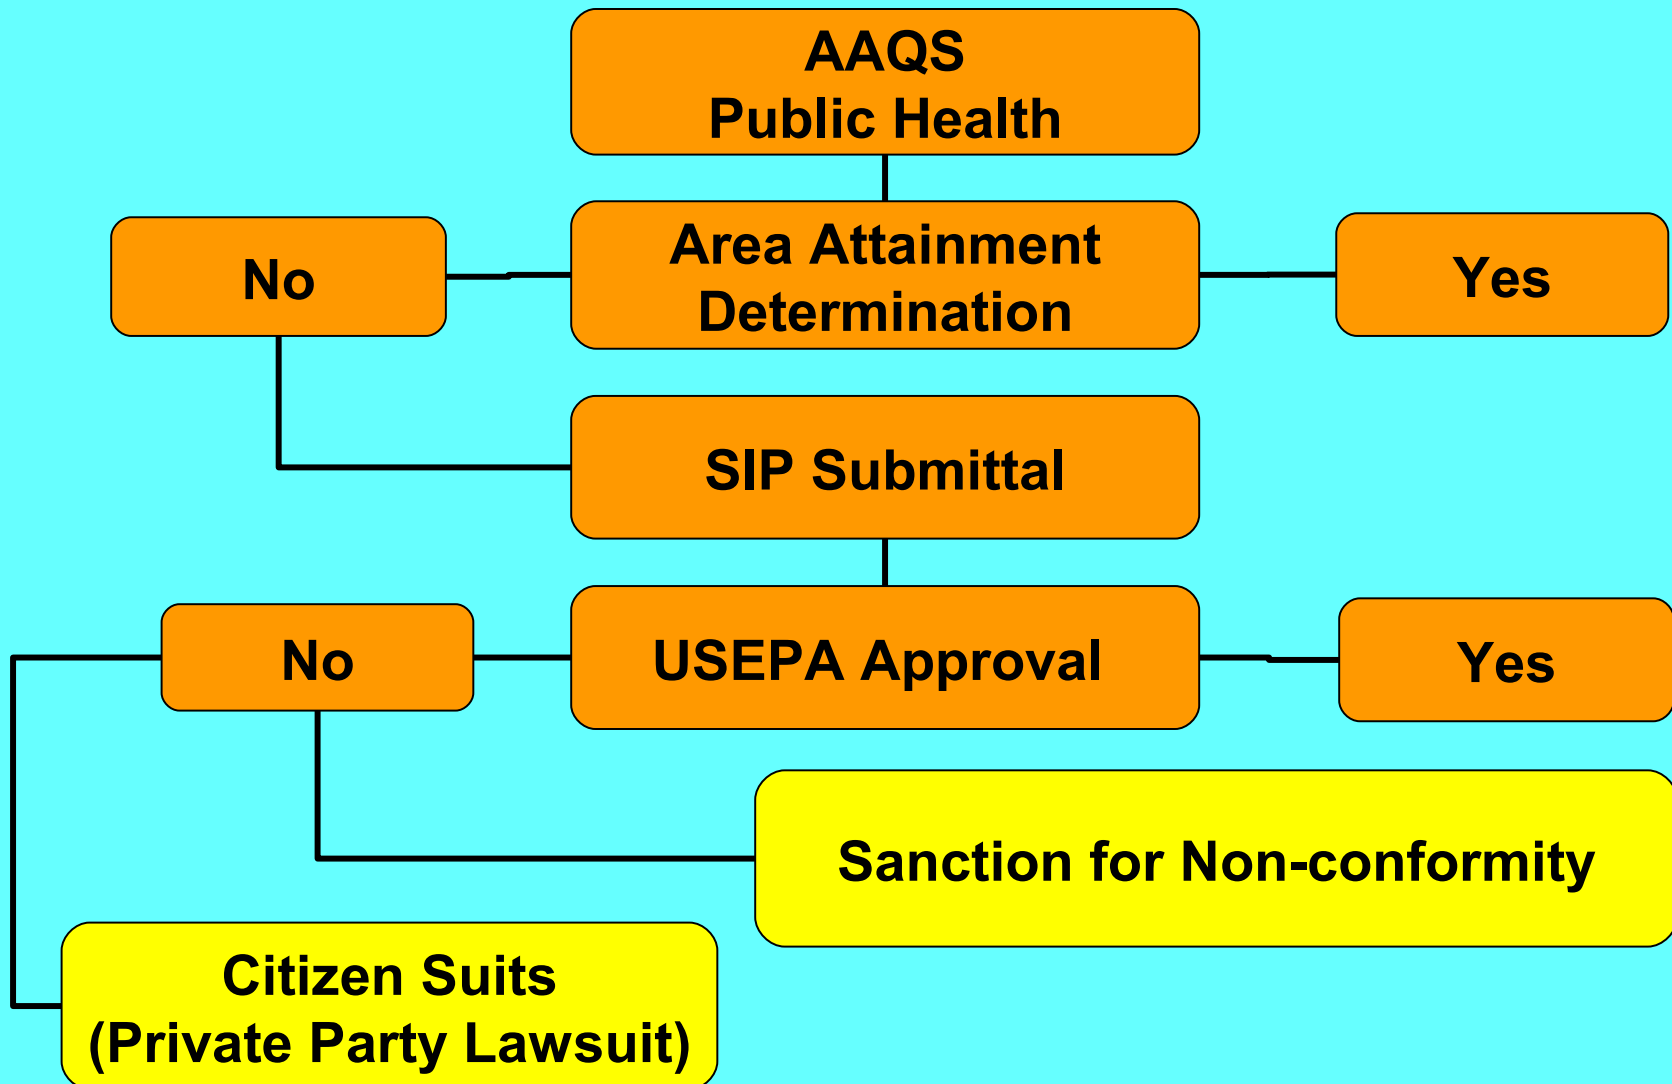 AAQS
Public Health
No
Area Attainment
Determination
Yes
SIP Submittal
No
USEPA Approval
Yes
Sanction for Non-conformity
Citizen Suits
(Private Party Lawsuit)